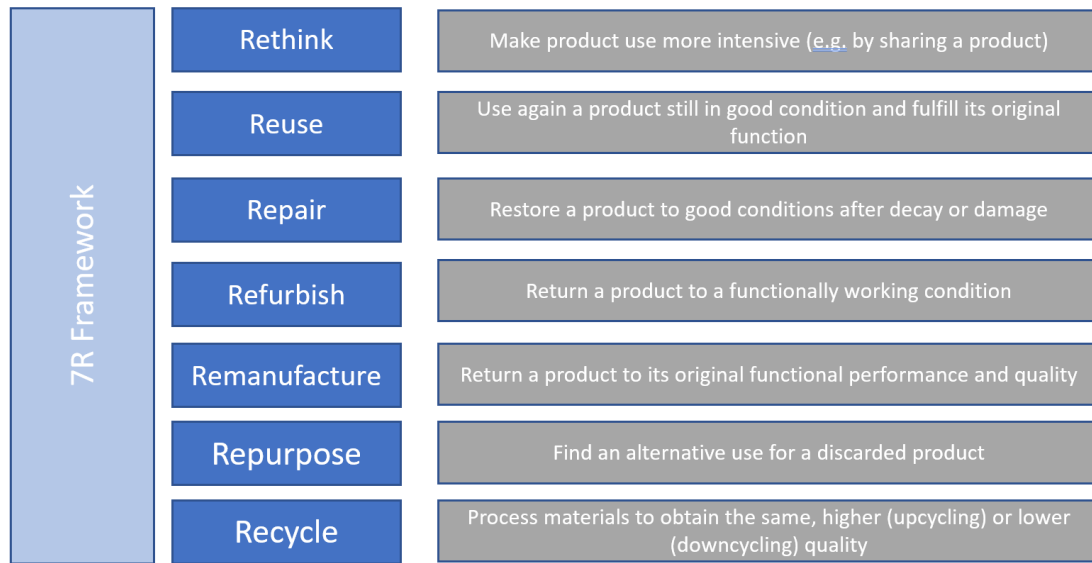 7R Framework
Rethink
Make product use more intensive (e.g. by sharing a product)
Reuse
Use again a product still in good condition and fulfill its original
function
Repair
Restore a product to good conditions after decay or damage
Refurbish
Return a product to a functionally working condition
Remanufacture
Return a product to its original functional performance and quality
Repurpose
Find an alternative use for a discarded product
Recycle
Process materials to obtain the same, higher (upcycling) or lower
(downcycling) quality